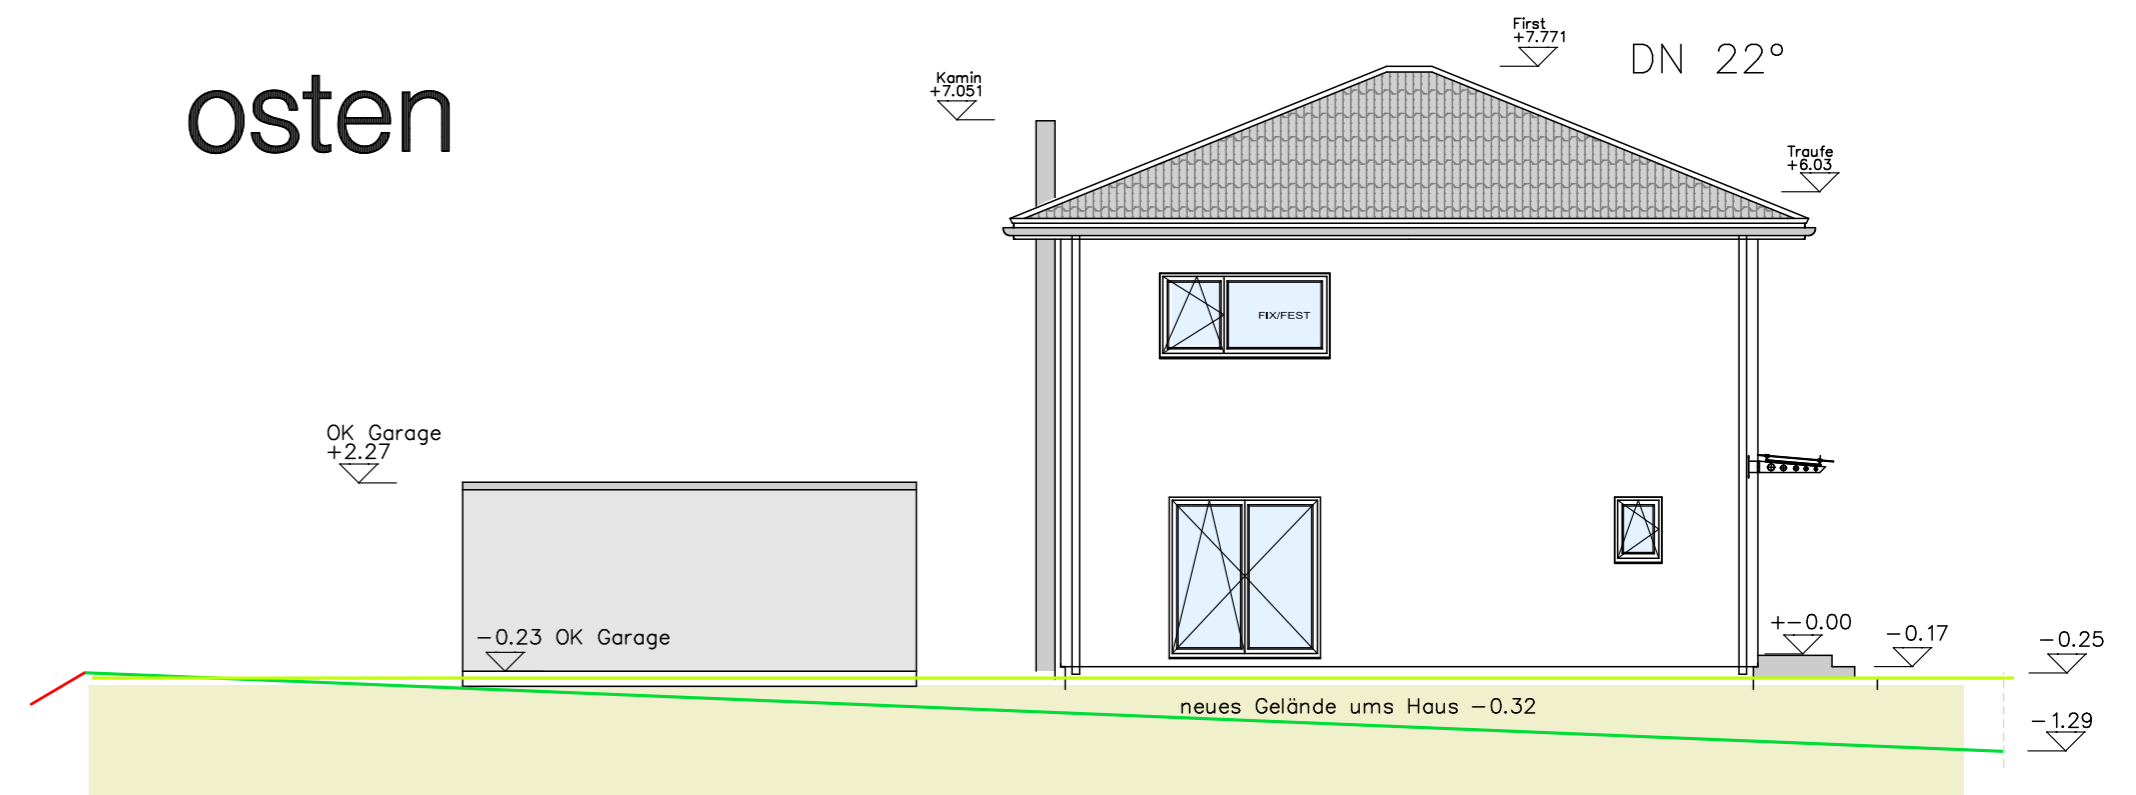 osten
First
+7.771
DN 22°
Kamin
+7.051
Traufe
+6.03
FIX/FEST
OK Garage
+2.27
-0.23 OK Garage
+-0.00
-0.17
-0.25
neues Gelände ums Haus -0.32
-1.29